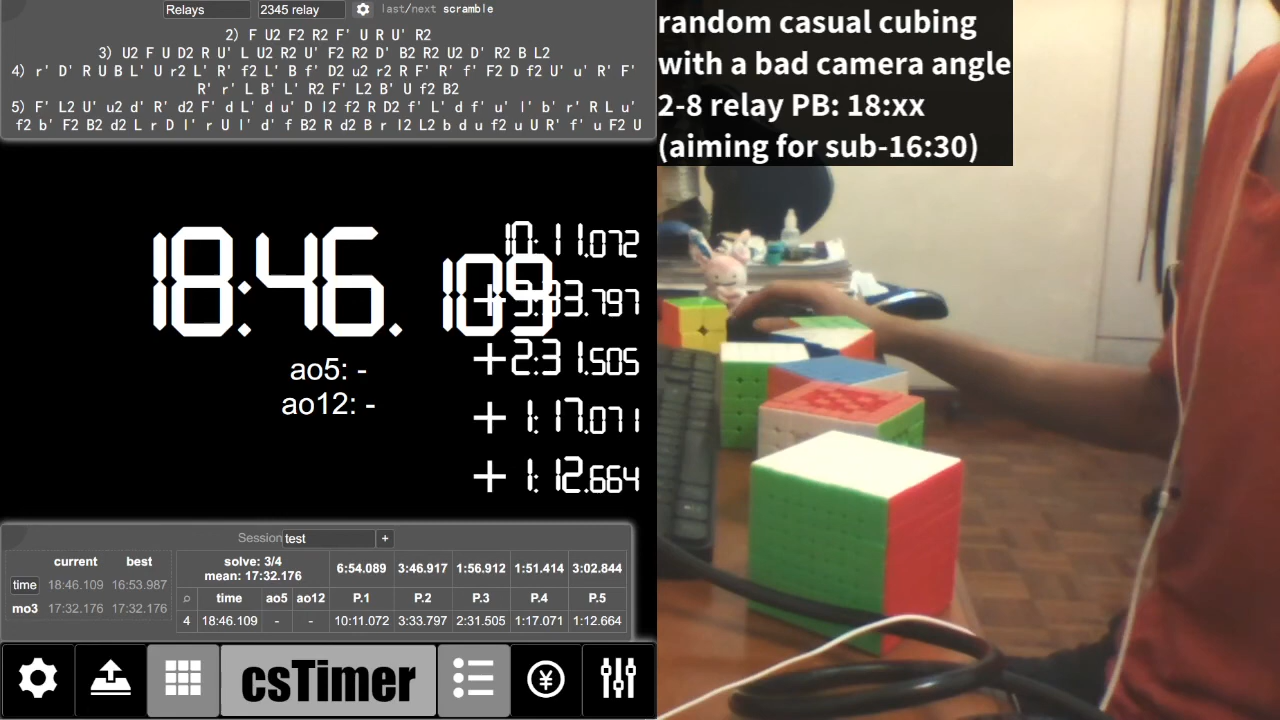 Relays 2345 relay last/next scramble
2) F U2 F2 R2 F' U R U' R2
3) U2 F U D2 R U' L U2 R2 U' F2 R2 D' B2 R2 U2 D' R2 B L2
4) r' D' R U B L' U r2 L' R' f2 L' B f' D2 u2 r2 R F' R' f' F2 D f2 U' u' R' F'
R' r' L B' L' R2 F' L2 B' U f2 B2
5) F' L2 U' u2 d' R' d2 F' d L' d u' D l2 f2 R D2 f' L' d f' u' l' b' r' R L u'
f2 b' F2 B2 d2 L r D l' r U l' d' f B2 R d2 B r l2 L2 b d u f2 u U R' f' u F2 U
18:46.109
ao5: -
ao12: -
10:11.072
+3:33.797
+2:31.505
+1:17.071
+1:12.664
Session test +
current best
time 18:46.109 16:53.987
mo3 17:32.176 17:32.176
solve: 3/4
mean: 17:32.176
6:54.089 3:46.917 1:56.912 1:51.414 3:02.844
time ao5 ao12 P.1 P.2 P.3 P.4 P.5
4 18:46.109 - - 10:11.072 3:33.797 2:31.505 1:17.071 1:12.664
csTimer
¥
random casual cubing
with a bad camera angle
2-8 relay PB: 18:xx
(aiming for sub-16:30)